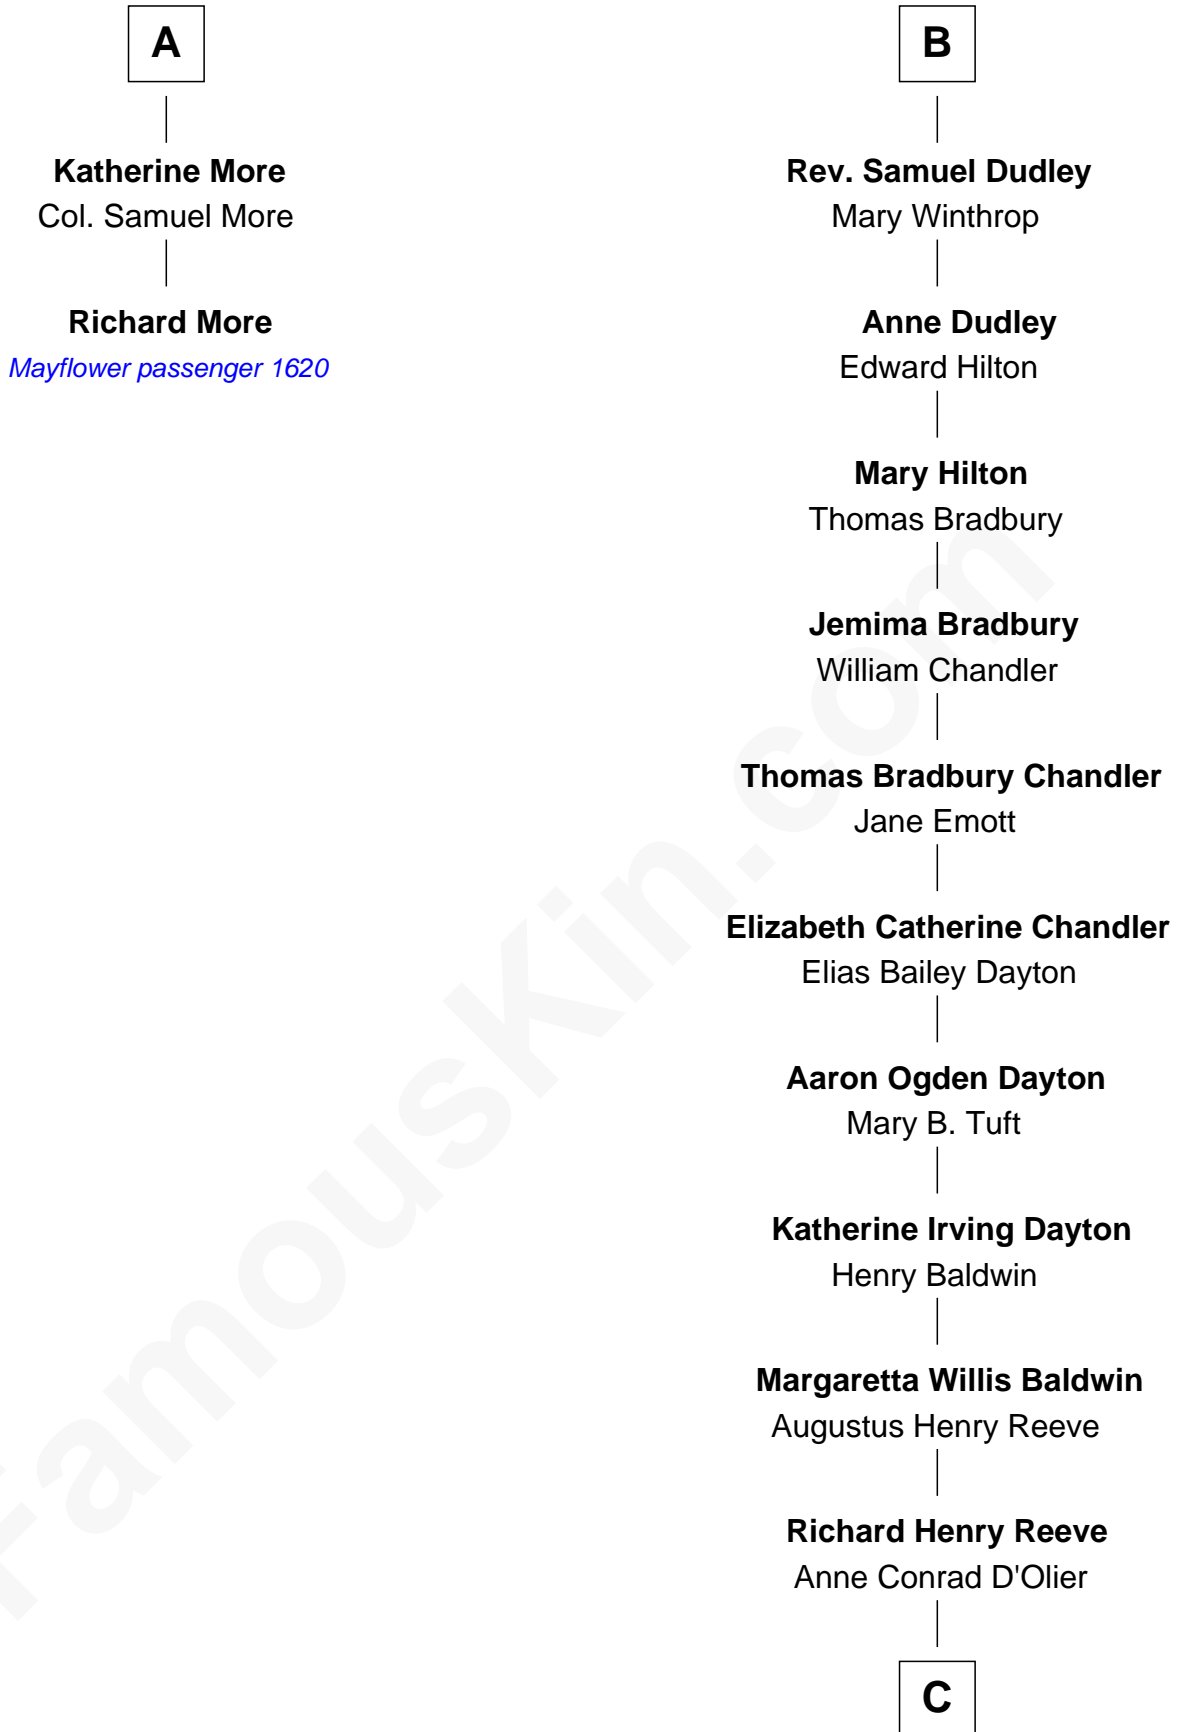 A
Katherine More
Col. Samuel More
Richard More
Mayflower passenger 1620
B
Rev. Samuel Dudley
Mary Winthrop
Anne Dudley
Edward Hilton
Mary Hilton
Thomas Bradbury
Jemima Bradbury
William Chandler
Thomas Bradbury Chandler
Jane Emott
Elizabeth Catherine Chandler
Elias Bailey Dayton
Aaron Ogden Dayton
Mary B. Tuft
Katherine Irving Dayton
Henry Baldwin
Margaretta Willis Baldwin
Augustus Henry Reeve
Richard Henry Reeve
Anne Conrad D'Olier
C
FamousKin.com